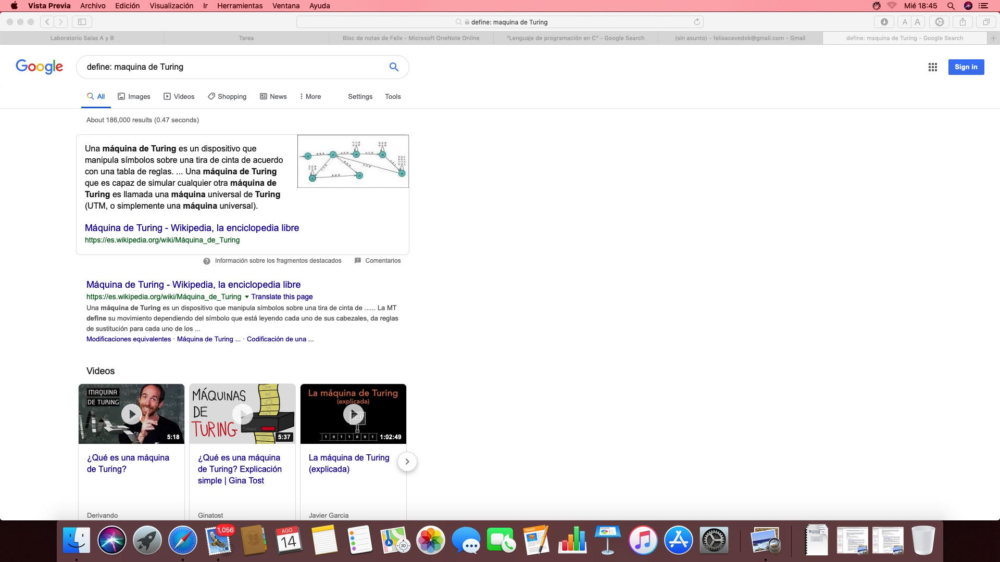 Vista Previa Archivo Edición Visualización Ir Herramientas Ventana Ayuda Mié 18:45
define: maquina de Turing A A
Laboratorio Salas A y B Tarea Bloc de notas de Felix - Microsoft OneNote Online "Lenguaje de programación en C" - Google Search (sin asunto) - felixacevedok@gmail.com - Gmail define: maquina de Turing - Google Search
Google define: maquina de Turing Sign in
All Images Videos Shopping News More Settings Tools
About 186,000 results (0.47 seconds)
Una máquina de Turing es un dispositivo que
manipula símbolos sobre una tira de cinta de acuerdo
con una tabla de reglas. ... Una máquina de Turing
que es capaz de simular cualquier otra máquina de
Turing es llamada una máquina universal de Turing
(UTM, o simplemente una máquina universal).
Máquina de Turing - Wikipedia, la enciclopedia libre
https://es.wikipedia.org/wiki/Máquina_de_Turing
Información sobre los fragmentos destacados Comentarios
Máquina de Turing - Wikipedia, la enciclopedia libre
https://es.wikipedia.org/wiki/Máquina_de_Turing Translate this page
Una máquina de Turing es un dispositivo que manipula símbolos sobre una tira de cinta de ...... La MT
define su movimiento dependiendo del símbolo que está leyendo cada uno de sus cabezales, da reglas
de sustitución para cada uno de los ...
Modificaciones equivalentes · Máquina de Turing ... · Codificación de una ...
Videos
MAQUINA
DE TURING
5:18
MÁQUINAS
DE
TURING
5:37
La máquina de Turing
(explicada)
1 0 1 1 0 0 1
1:02:49
¿Qué es una máquina
de Turing?
¿Qué es una máquina
de Turing? Explicación
simple | Gina Tost
La máquina de Turing
(explicada)
Derivando
Ginatost
Javier Garcia
1,056
AGO
14
PAGES
3D